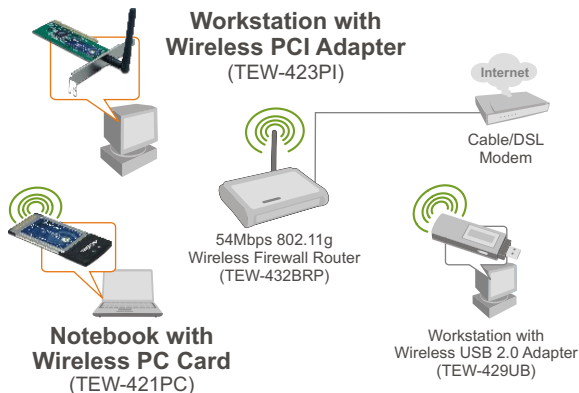 Workstation with
Wireless PCI Adapter
(TEW-423PI)
Internet
Cable/DSL
Modem
54Mbps 802.11g
Wireless Firewall Router
(TEW-432BRP)
Notebook with
Wireless PC Card
(TEW-421PC)
Workstation with
Wireless USB 2.0 Adapter
(TEW-429UB)